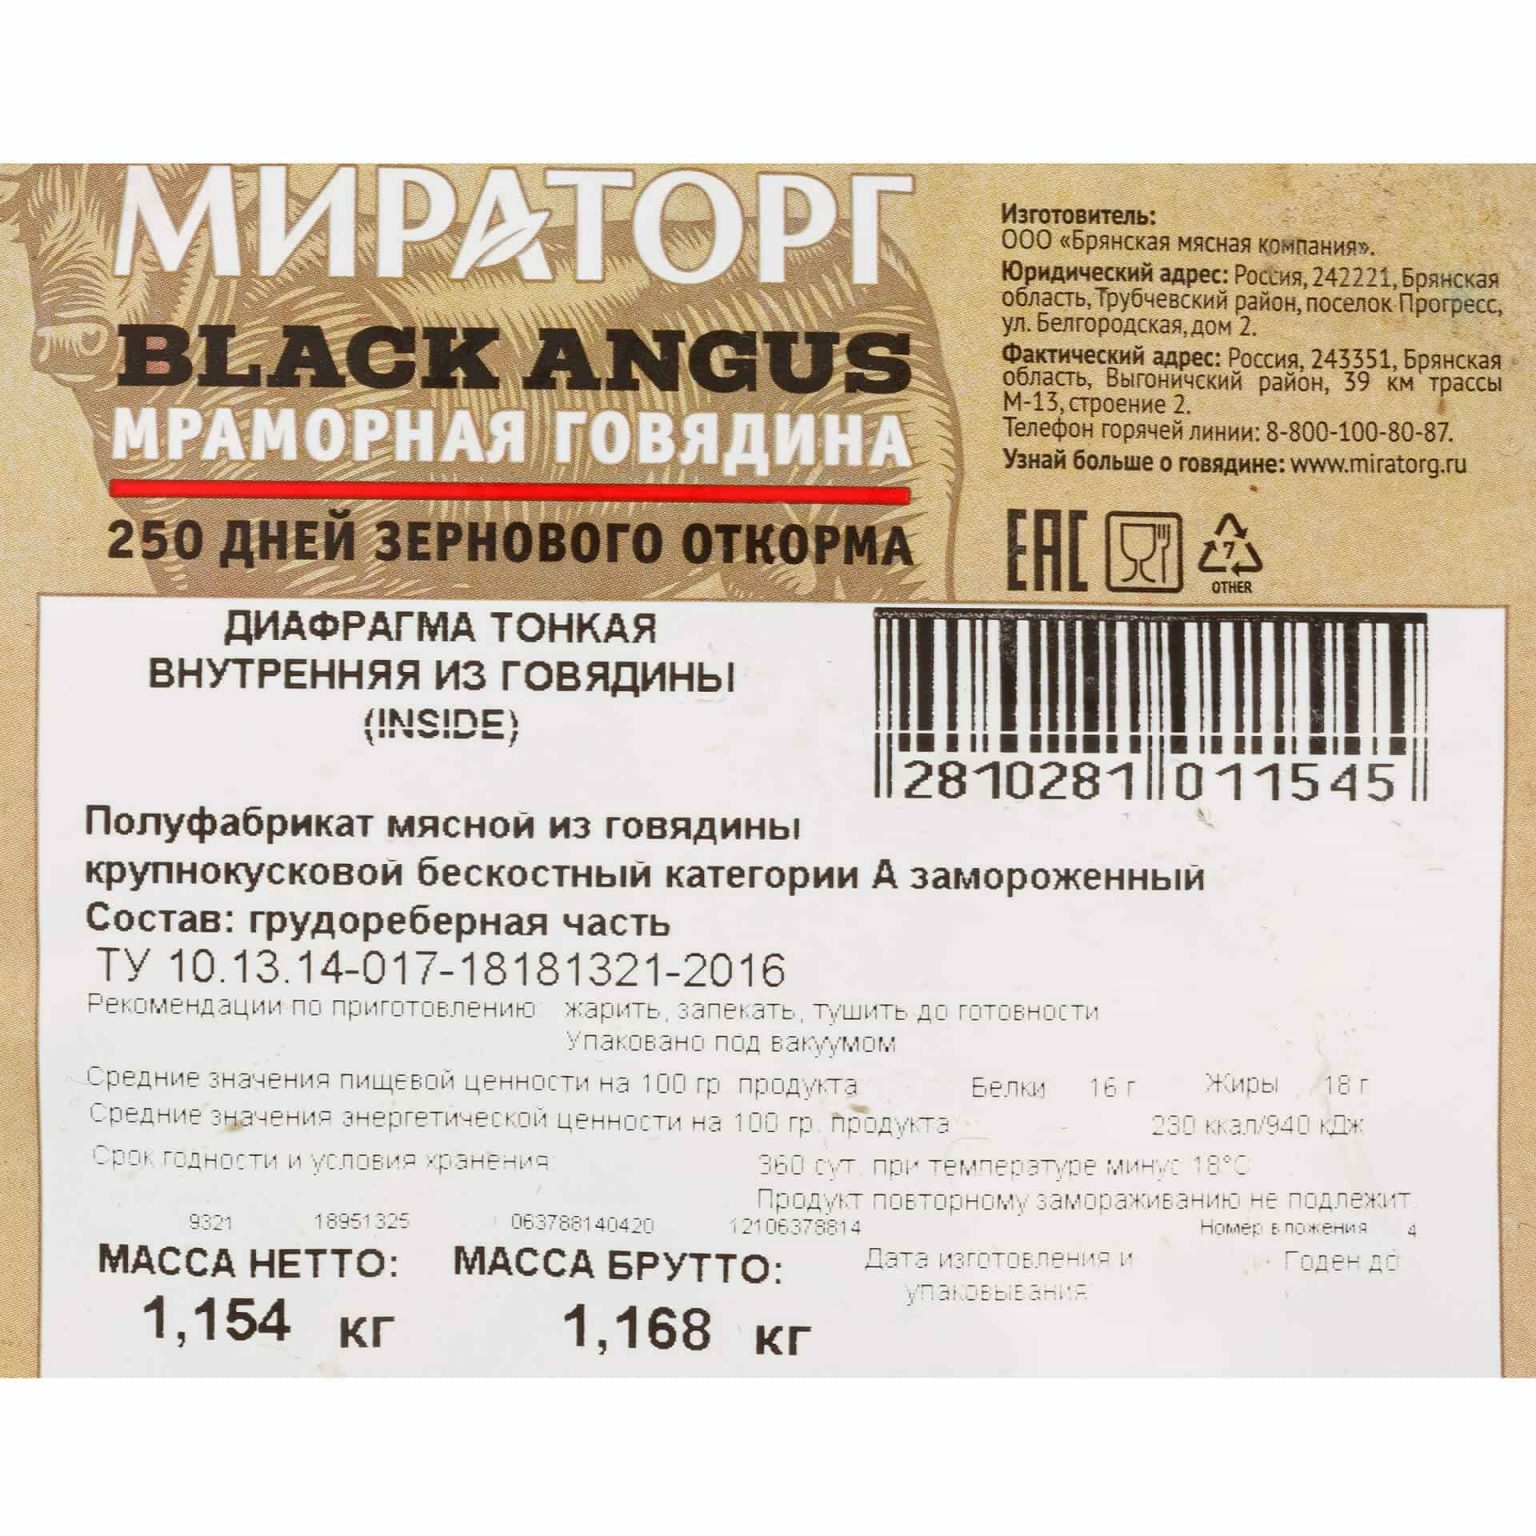 МИРАТОРГ
BLACK ANGUS
МРАМОРНАЯ ГОВЯДИНА
250 ДНЕЙ ЗЕРНОВОГО ОТКОРМА
Изготовитель:
ООО «Брянская мясная компания».
Юридический адрес: Россия, 242221, Брянская
область, Трубчевский район, поселок Прогресс,
ул. Белгородская, дом 2.
Фактический адрес: Россия, 243351, Брянская
область, Выгоничский район, 39 км трассы
М-13, строение 2.
Телефон горячей линии: 8-800-100-80-87.
Узнай больше о говядине: www.miratorg.ru
EAC
7
OTHER
ДИАФРАГМА ТОНКАЯ
ВНУТРЕННЯЯ ИЗ ГОВЯДИНЫ
(INSIDE)
2810281 011545
Полуфабрикат мясной из говядины
крупнокусковой бескостный категории А замороженный
Состав: грудореберная часть
ТУ 10.13.14-017-18181321-2016
Рекомендации по приготовлению жарить, запекать, тушить до готовности
Упаковано под вакуумом
Средние значения пищевой ценности на 100 гр. продукта Белки 16 г Жиры 18 г
Средние значения энергетической ценности на 100 гр. продукта 230 ккал/940 кДж
Срок годности и условия хранения: 360 сут. при температуре минус 18°С
Продукт повторному замораживанию не подлежит.
9321 18951325 063788140420 12106378814 Номер вложения 4
МАССА НЕТТО: МАССА БРУТТО: Дата изготовления и Годен до
упаковывания:
1,154 кг 1,168 кг